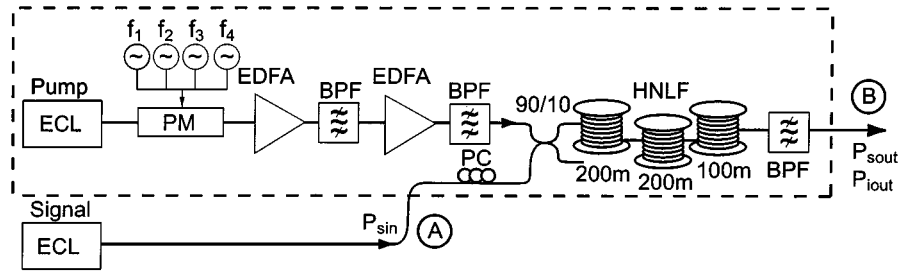 f1 f2 f3 f4
~ ~ ~ ~
EDFA EDFA
Pump BPF BPF 90/10 HNLF
ECL PM
B
PC
Psout
200m 200m 100m BPF
Piout
Signal
Psin A
ECL